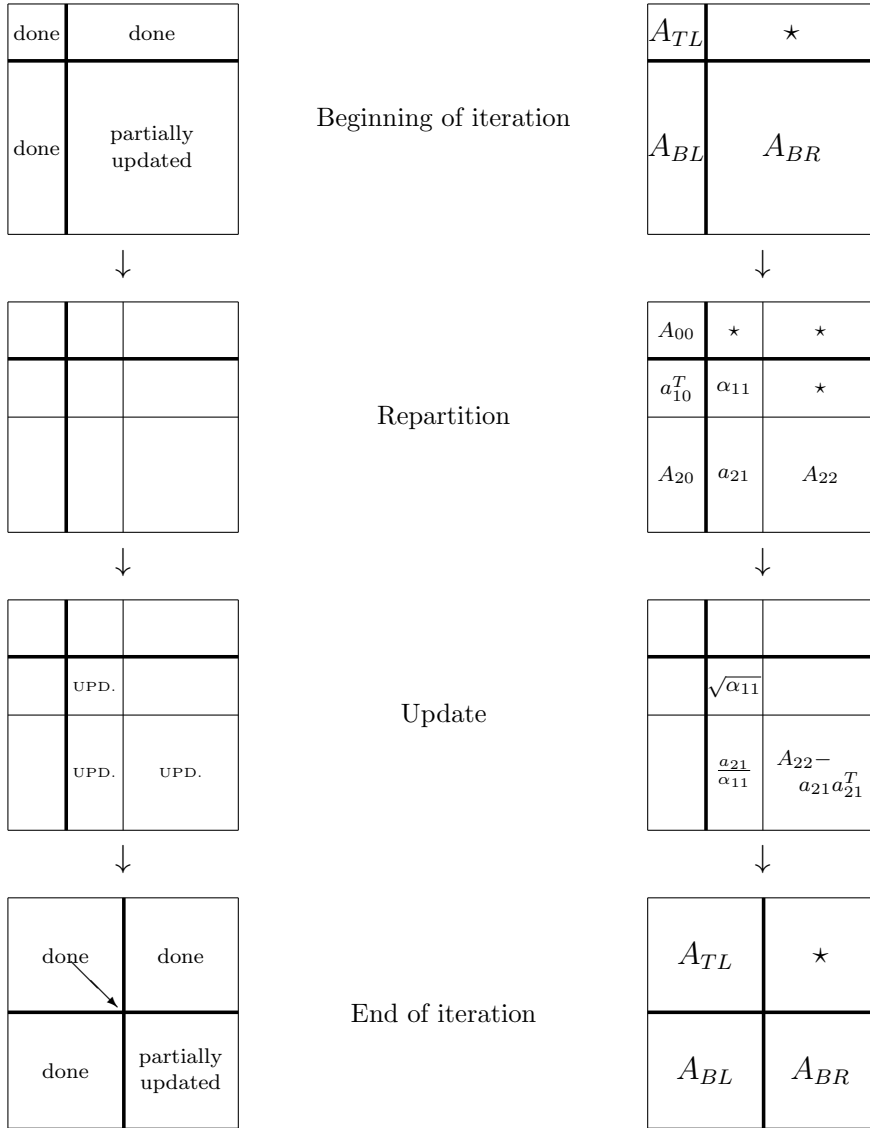 done done
done partially updated
Beginning of iteration
A_{TL} ⋆
A_{BL} A_{BR}
↓ ↓
Repartition
A_{00} ⋆ ⋆
a_{10}^T α_{11} ⋆
A_{20} a_{21} A_{22}
↓ ↓
UPD.
UPD. UPD.
Update
√α_{11}
a_{21}/α_{11} A_{22}− a_{21}a_{21}^T
↓ ↓
done done
done partially updated
End of iteration
A_{TL} ⋆
A_{BL} A_{BR}